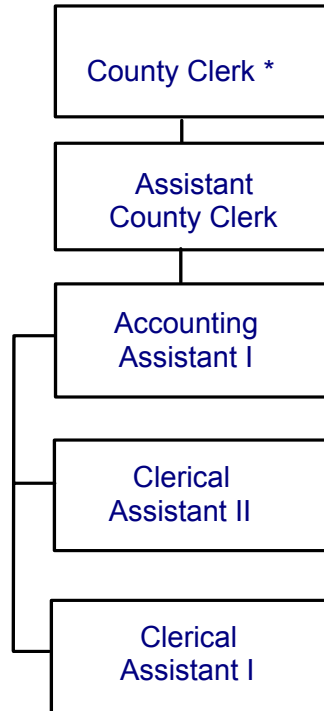 County Clerk *
Assistant
County Clerk
Accounting
Assistant I
Clerical
Assistant II
Clerical
Assistant I